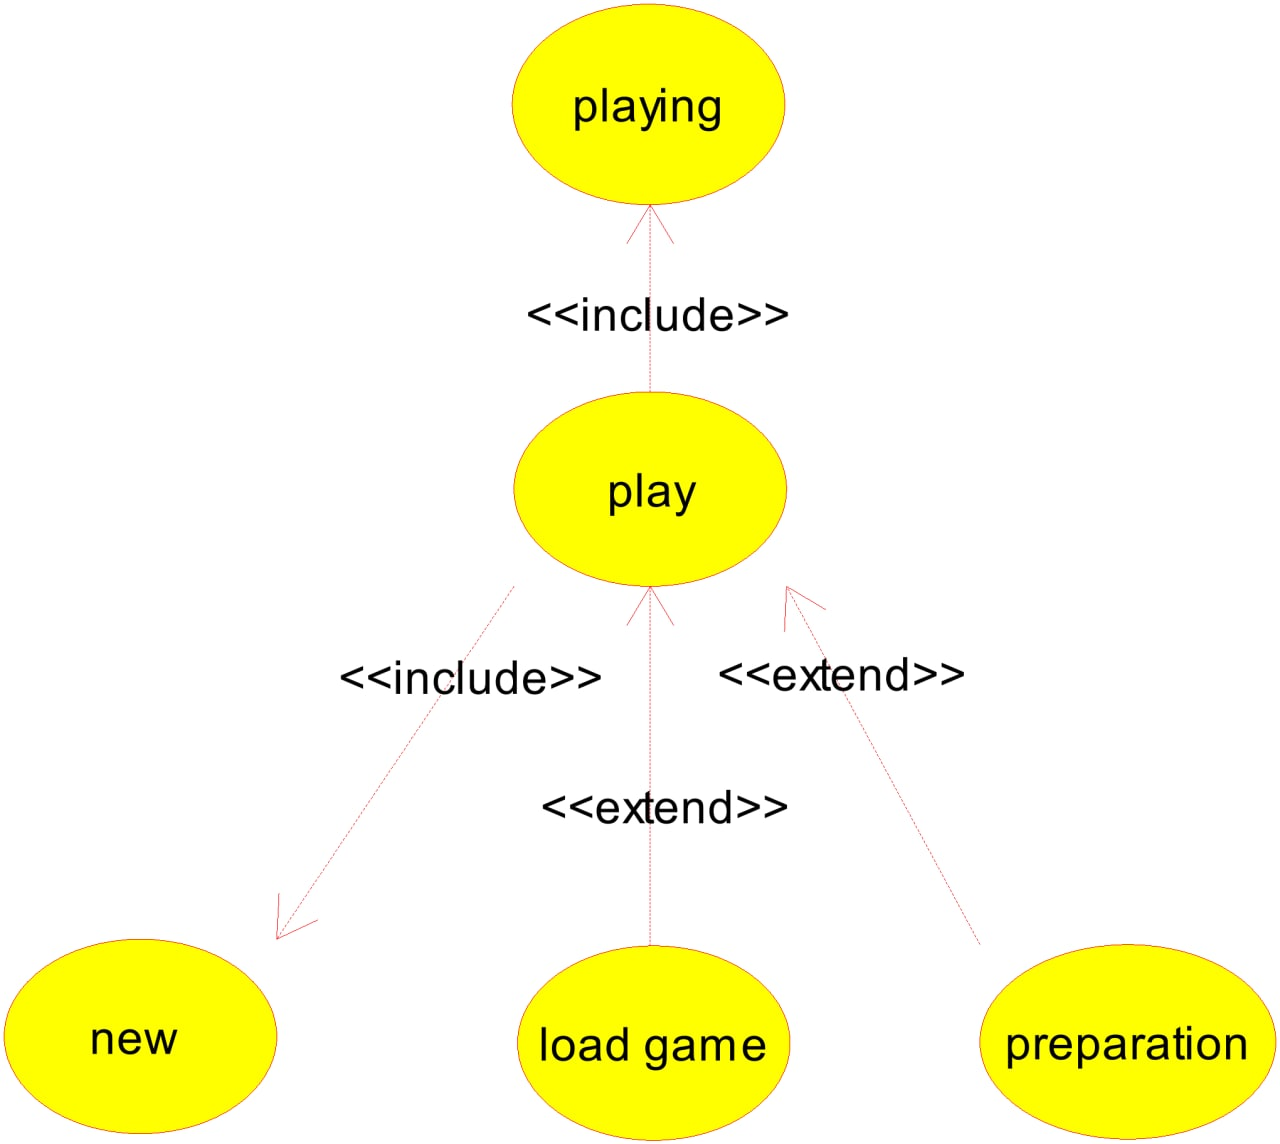 playing
<<include>>
play
<<include>>
<<extend>>
<<extend>>
new
load game
preparation